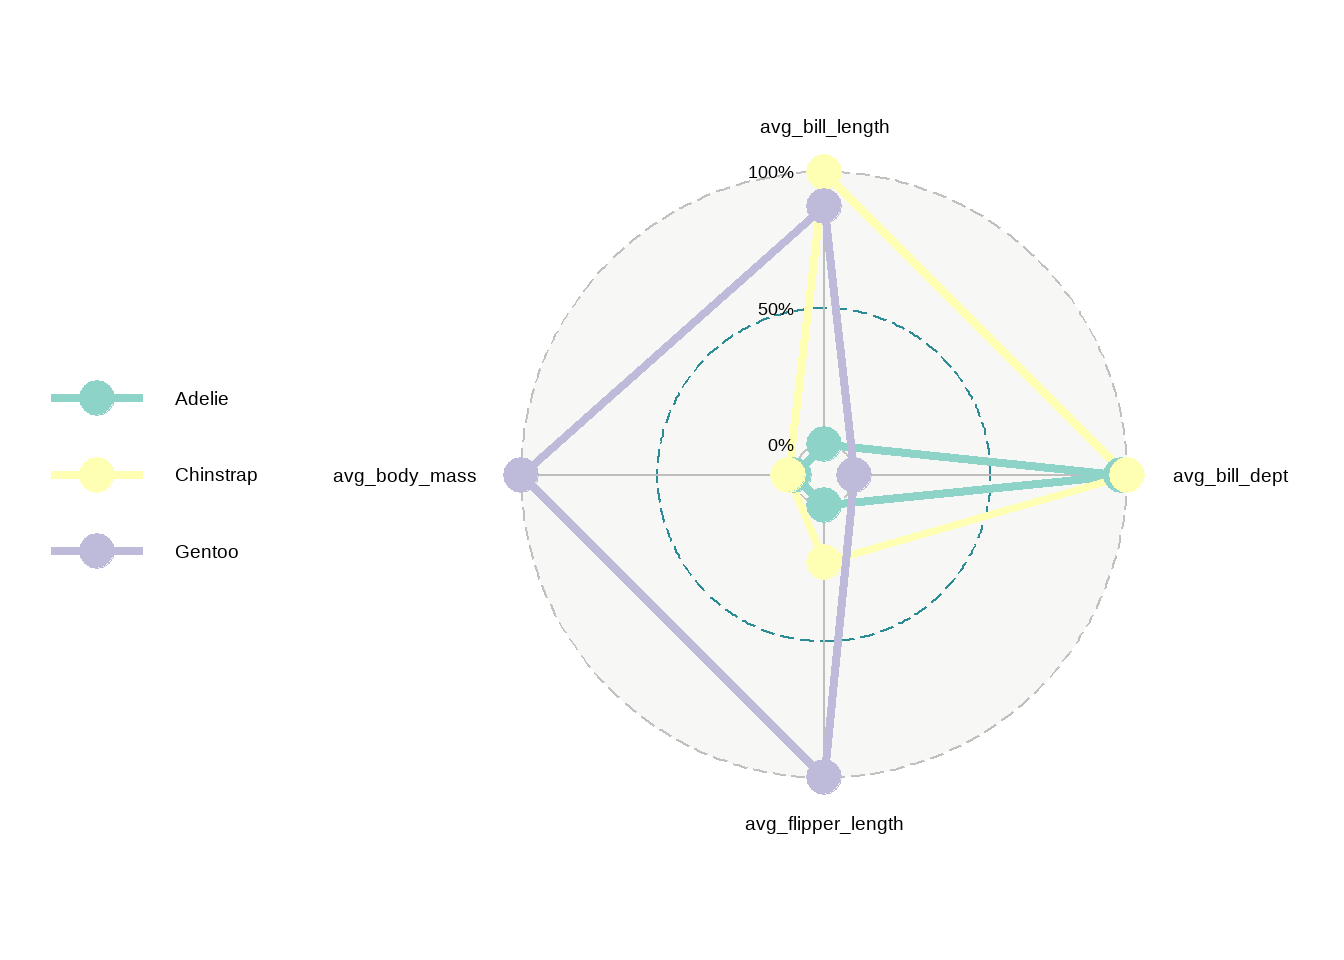 avg_bill_length
100%
50%
0%
avg_body_mass
avg_bill_dept
avg_flipper_length
Adelie
Chinstrap
Gentoo